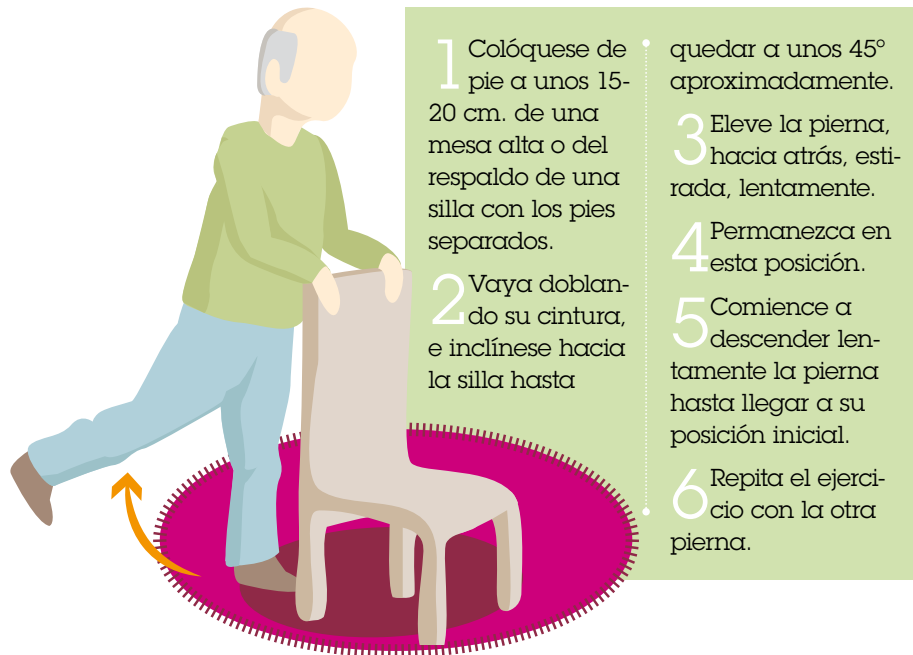 1 Colóquese de
pie a unos 15-
20 cm. de una
mesa alta o del
respaldo de una
silla con los pies
separados.
2 Vaya doblan-
do su cintura,
e inclínese hacia
la silla hasta
quedar a unos 45º
aproximadamente.
3 Eleve la pierna,
hacia atrás, esti-
rada, lentamente.
4 Permanezca en
esta posición.
5 Comience a
descender len-
tamente la pierna
hasta llegar a su
posición inicial.
6 Repita el ejerci-
cio con la otra
pierna.